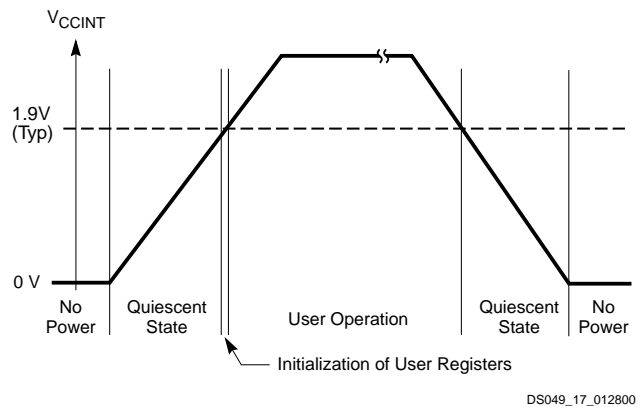 VCCINT
1.9V
(Typ)
0 V
No
Power
Quiescent
State
User Operation
Quiescent
State
No
Power
Initialization of User Registers
DS049_17_012800